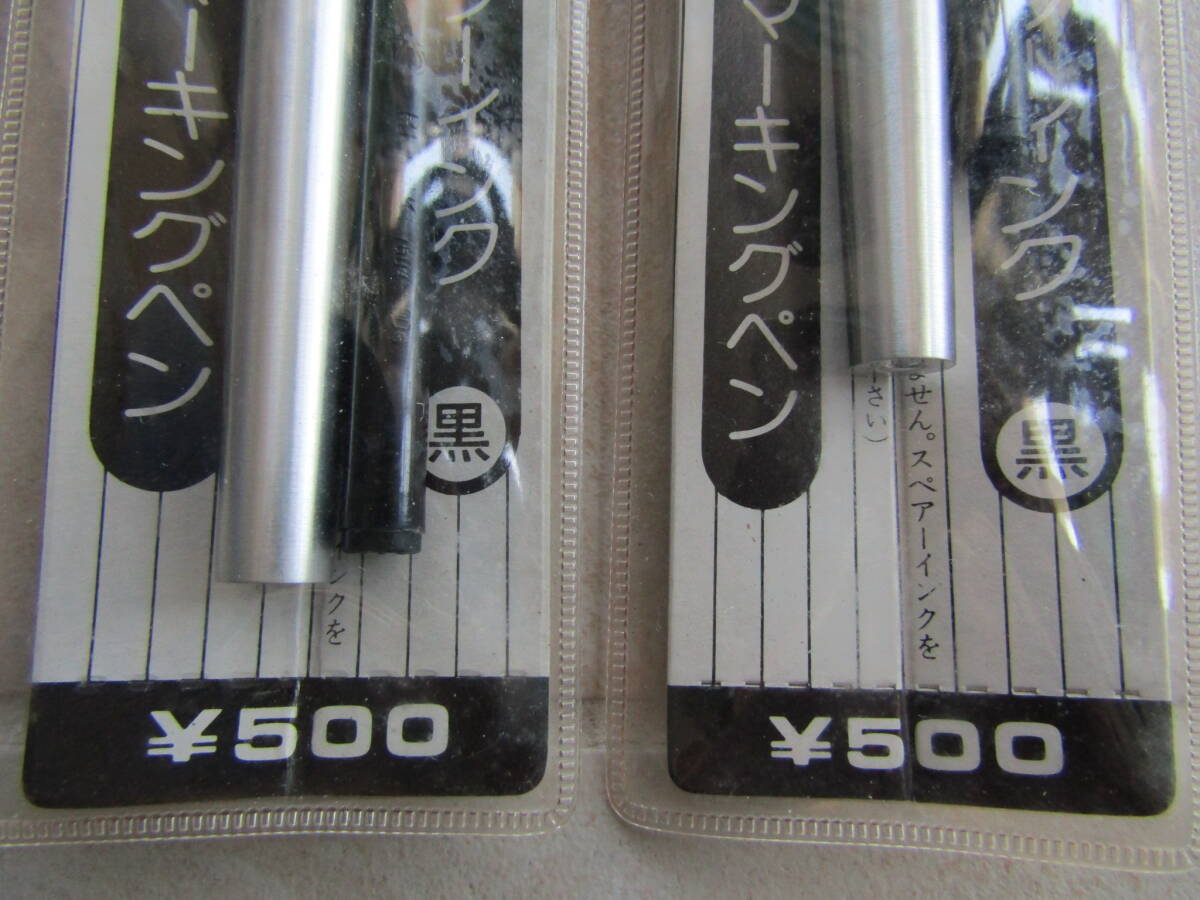 ーキングペン
ーインク
黒
ンクを
¥500
マーキングペン
ーインク
黒
ません。スペアーインクを
下さい)
¥500